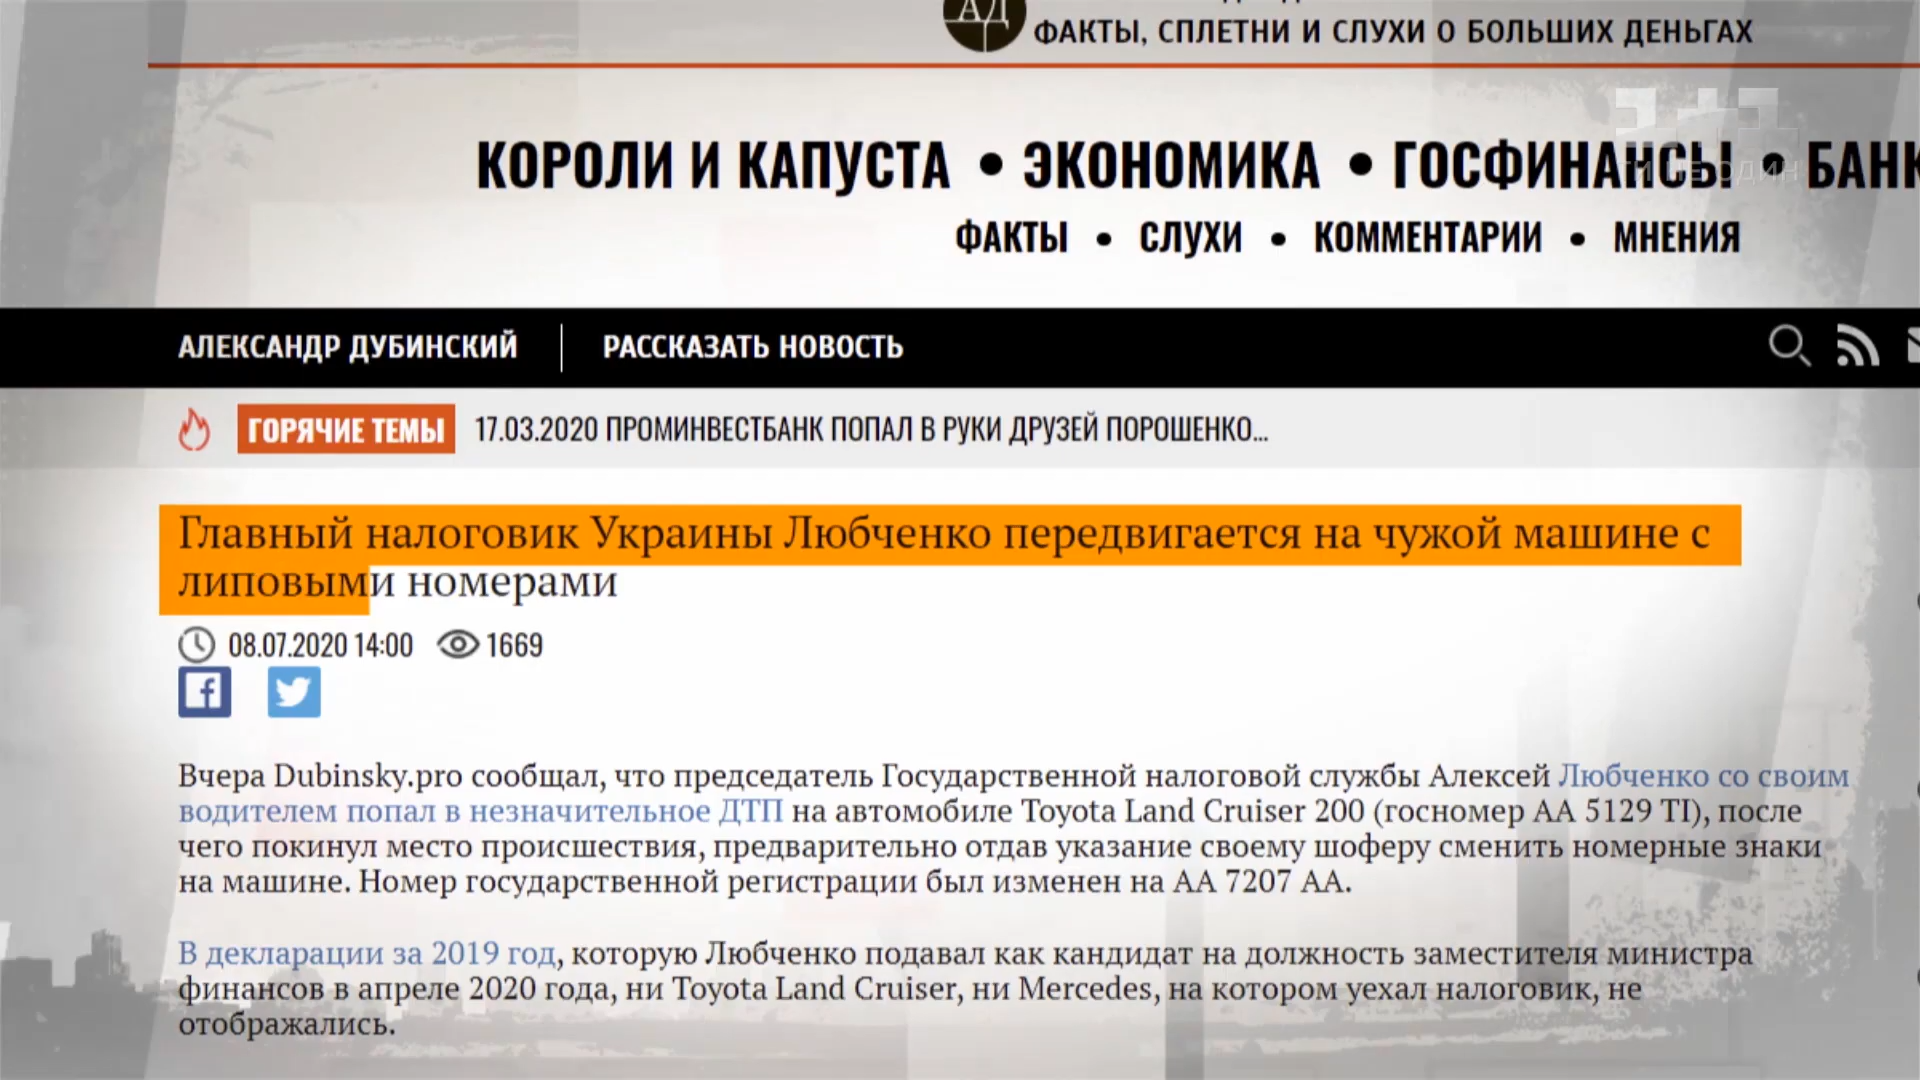 АД
ФАКТЫ, СПЛЕТНИ И СЛУХИ О БОЛЬШИХ ДЕНЬГАХ
1+1
ТИ НЕ ОДИН
КОРОЛИ И КАПУСТА • ЭКОНОМИКА • ГОСФИНАНСЫ • БАНК
ФАКТЫ • СЛУХИ • КОММЕНТАРИИ • МНЕНИЯ
АЛЕКСАНДР ДУБИНСКИЙ | РАССКАЗАТЬ НОВОСТЬ
ГОРЯЧИЕ ТЕМЫ 17.03.2020 ПРОМИНВЕСТБАНК ПОПАЛ В РУКИ ДРУЗЕЙ ПОРОШЕНКО...
Главный налоговик Украины Любченко передвигается на чужой машине с
липовыми номерами
08.07.2020 14:00 1669
Вчера Dubinsky.pro сообщал, что председатель Государственной налоговой службы Алексей Любченко со своим
водителем попал в незначительное ДТП на автомобиле Toyota Land Cruiser 200 (госномер АА 5129 ТІ), после
чего покинул место происшествия, предварительно отдав указание своему шоферу сменить номерные знаки
на машине. Номер государственной регистрации был изменен на АА 7207 АА.
В декларации за 2019 год, которую Любченко подавал как кандидат на должность заместителя министра
финансов в апреле 2020 года, ни Toyota Land Cruiser, ни Mercedes, на котором уехал налоговик, не
отображались.